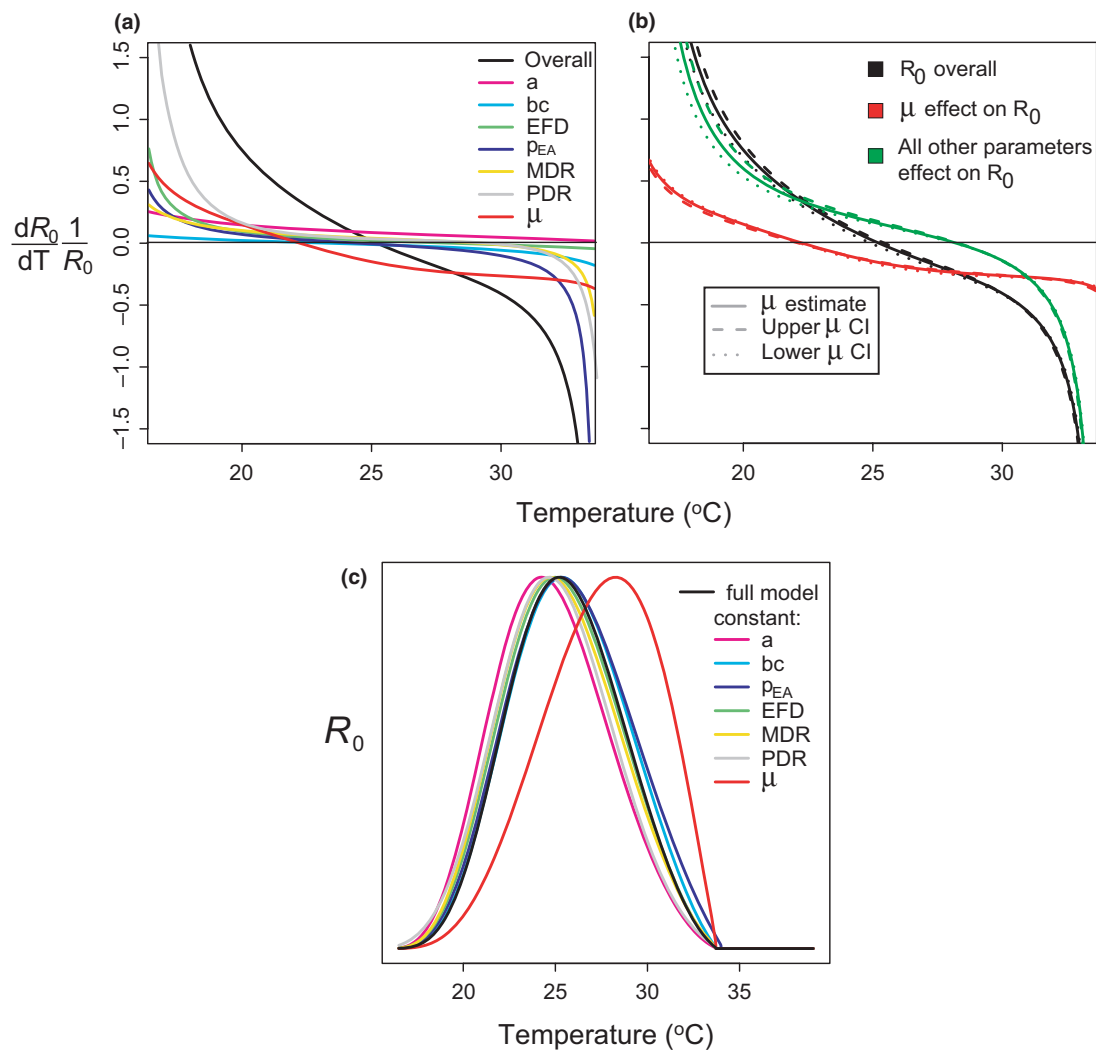 (a)
1.5
1.0
0.5
0.0
−0.5
−1.0
−1.5
dR0 1
dT R0
Overall
a
bc
EFD
pEA
MDR
PDR
μ
20 25 30
(b)
R0 overall
μ effect on R0
All other parameters
effect on R0
μ estimate
Upper μ CI
Lower μ CI
20 25 30
Temperature (oC)
(c)
R0
full model
constant:
a
bc
pEA
EFD
MDR
PDR
μ
20 25 30 35
Temperature (oC)